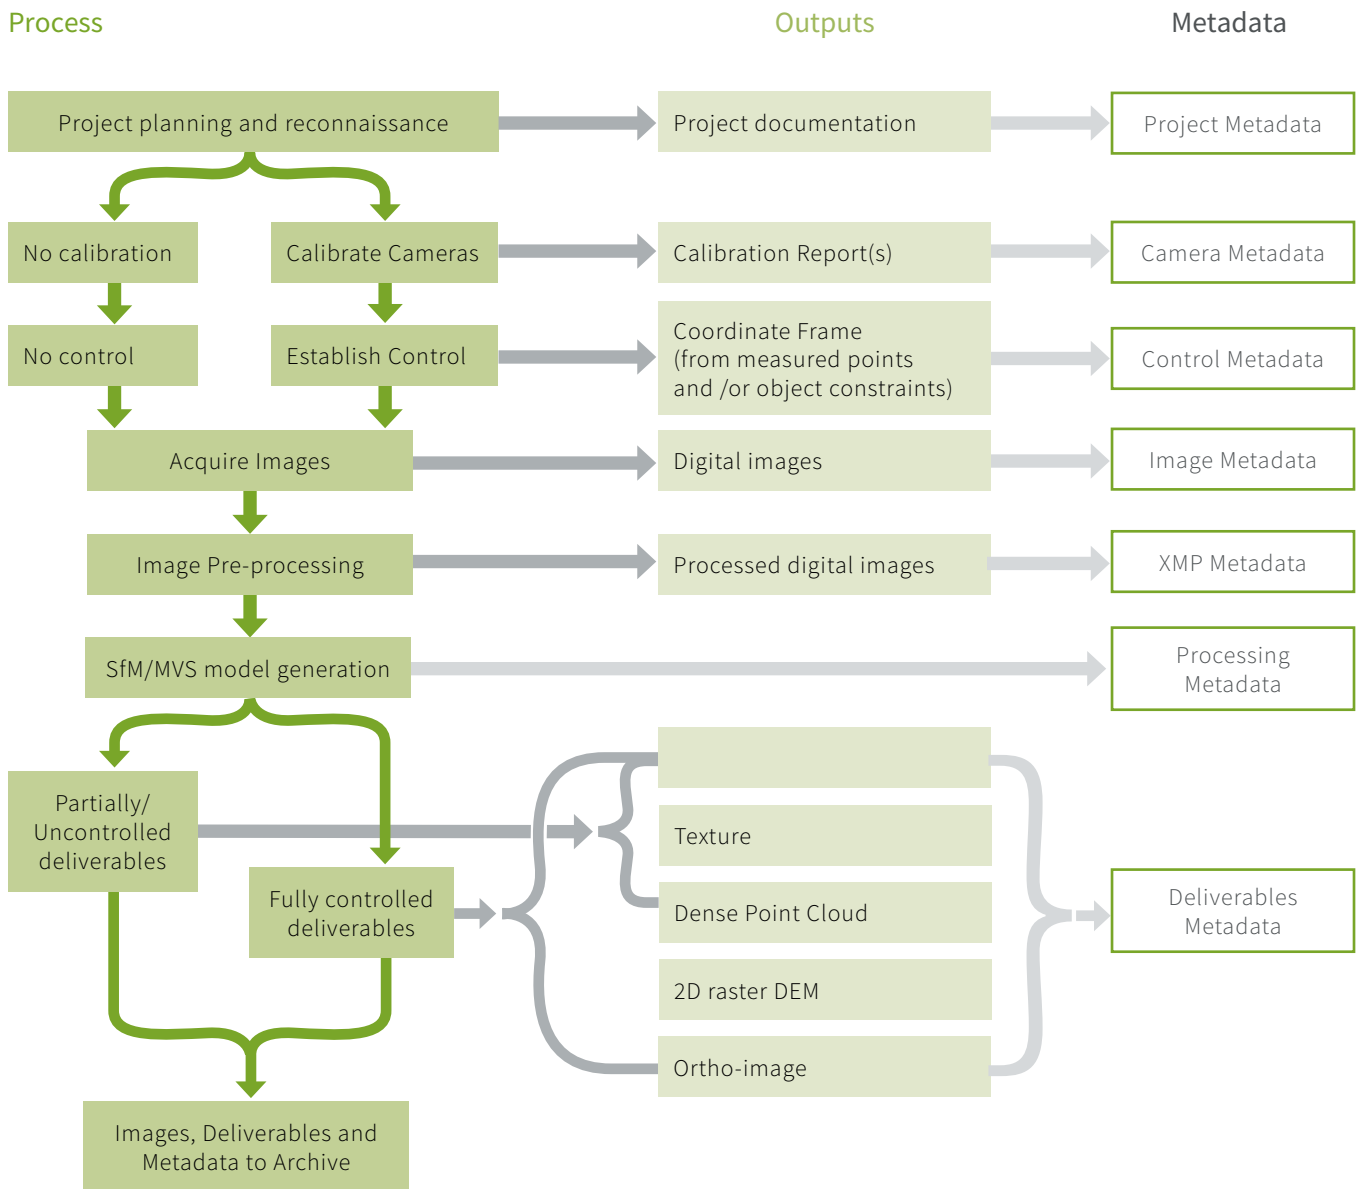 Process
Outputs
Metadata
Project planning and reconnaissance
Project documentation
Project Metadata
No calibration
Calibrate Cameras
Calibration Report(s)
Camera Metadata
No control
Establish Control
Coordinate Frame
(from measured points
and /or object constraints)
Control Metadata
Acquire Images
Digital images
Image Metadata
Image Pre-processing
Processed digital images
XMP Metadata
SfM/MVS model generation
Processing
Metadata
Partially/
Uncontrolled
deliverables
Texture
Fully controlled
deliverables
Dense Point Cloud
Deliverables
Metadata
2D raster DEM
Ortho-image
Images, Deliverables and
Metadata to Archive